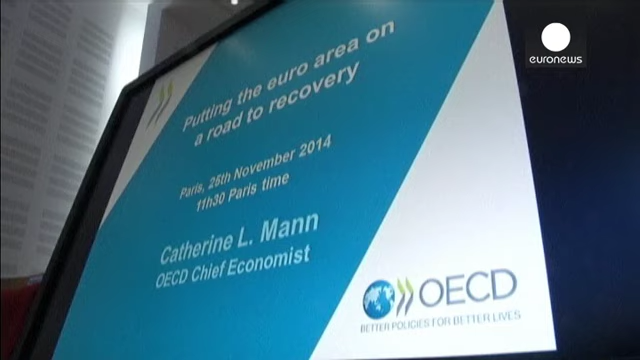 Putting the euro area on
a road to recovery
Paris, 25th November 2014
11h30 Paris time
Catherine L. Mann
OECD Chief Economist
OECD
BETTER POLICIES FOR BETTER LIVES
euronews